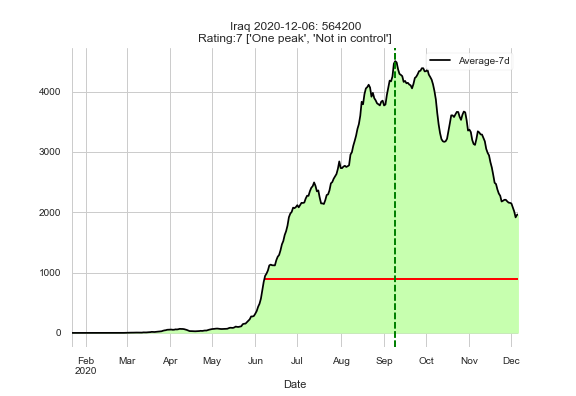 Iraq 2020-12-06: 564200
Rating:7 ['One peak', 'Not in control']
Average-7d
4000
3000
2000
1000
0
Feb Mar Apr May Jun Jul Aug Sep Oct Nov Dec
2020
Date